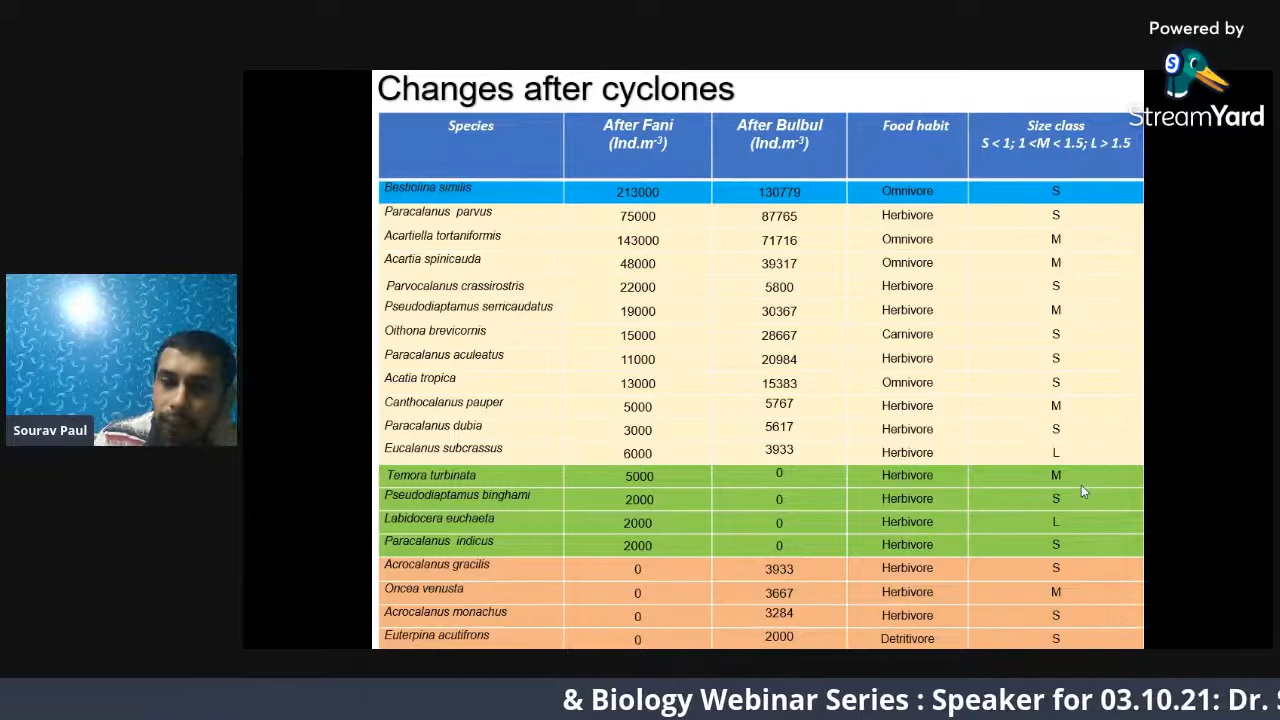 Powered by
S
StreamYard
Changes after cyclones
Species After Fani (Ind.m-3) After Bulbul (Ind.m-3) Food habit Size class S < 1; 1 <M < 1.5; L > 1.5
Bestiolina similis 213000 130779 Omnivore S
Paracalanus parvus 75000 87765 Herbivore S
Acartiella tortaniformis 143000 71716 Omnivore M
Acartia spinicauda 48000 39317 Omnivore M
Parvocalanus crassirostris 22000 5800 Herbivore S
Pseudodiaptamus serricaudatus 19000 30367 Herbivore M
Oithona brevicornis 15000 28667 Carnivore S
Paracalanus aculeatus 11000 20984 Herbivore S
Acatia tropica 13000 15383 Omnivore S
Canthocalanus pauper 5000 5767 Herbivore M
Paracalanus dubia 3000 5617 Herbivore S
Eucalanus subcrassus 6000 3933 Herbivore L
Temora turbinata 5000 0 Herbivore M
Pseudodiaptamus binghami 2000 0 Herbivore S
Labidocera euchaeta 2000 0 Herbivore L
Paracalanus indicus 2000 0 Herbivore S
Acrocalanus gracilis 0 3933 Herbivore S
Oncea venusta 0 3667 Herbivore M
Acrocalanus monachus 0 3284 Herbivore S
Euterpina acutifrons 0 2000 Detritivore S
Sourav Paul
& Biology Webinar Series : Speaker for 03.10.21: Dr. S